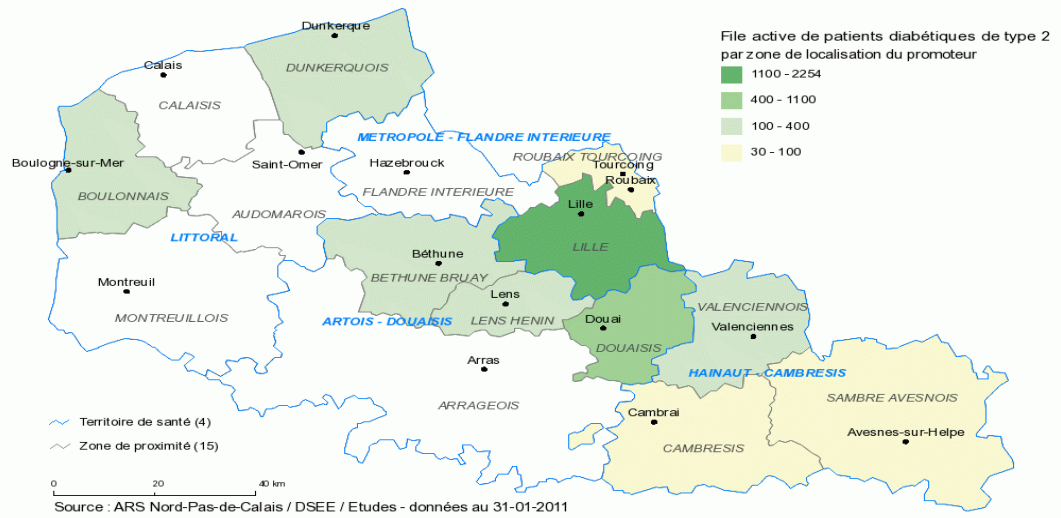 Dunkerque
DUNKERQUOIS
Calais
CALAISIS
METROPOLE - FLANDRE INTERIEURE
Boulogne-sur-Mer
BOULONNAIS
Saint-Omer
Hazebrouck
FLANDRE INTERIEURE
ROUBAIX TOURCOING
Tourcoing
Roubaix
AUDOMAROIS
LITTORAL
Lille
LILLE
Béthune
BETHUNE BRUAY
Montreuil
MONTREUILLOIS
Lens
LENS HENIN
ARTOIS - DOUAISIS
Douai
DOUAISIS
VALENCIENNOIS
Valenciennes
HAINAUT - CAMBRESIS
Arras
ARRAGEOIS
Cambrai
CAMBRESIS
SAMBRE AVESNOIS
Avesnes-sur-Helpe
File active de patients diabétiques de type 2
par zone de localisation du promoteur
1100 - 2254
400 - 1100
100 - 400
30 - 100
Territoire de santé (4)
Zone de proximité (15)
0 20 40 km
Source : ARS Nord-Pas-de-Calais / DSEE / Etudes - données au 31-01-2011